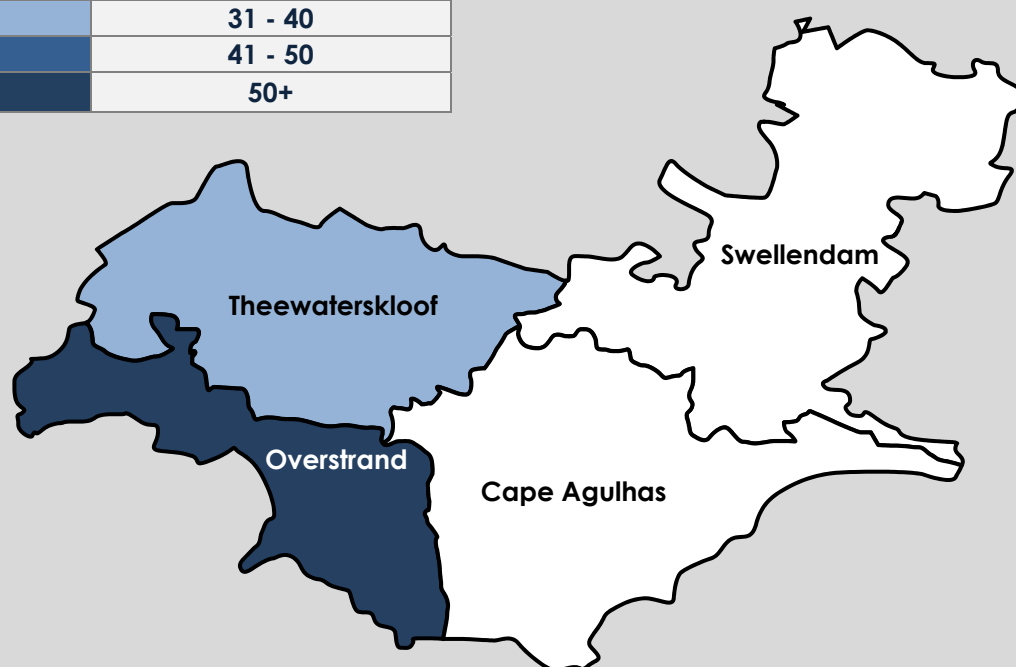 31 - 40
41 - 50
50+
Swellendam
Theewaterskloof
Overstrand
Cape Agulhas